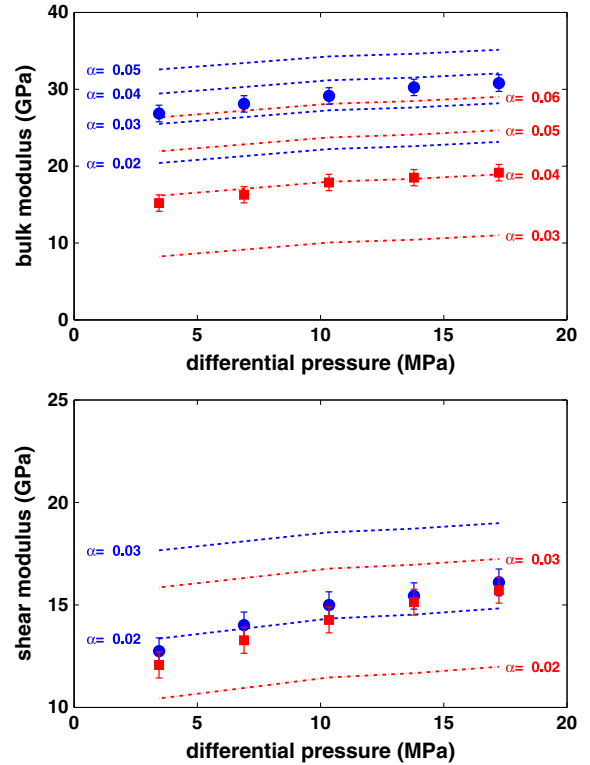 40
30
20
10
0
bulk modulus (GPa)
α= 0.05
α= 0.04
α= 0.03
α= 0.02
α= 0.06
α= 0.05
α= 0.04
α= 0.03
0 5 10 15 20
differential pressure (MPa)
25
20
15
10
shear modulus (GPa)
α= 0.03
α= 0.02
α= 0.03
α= 0.02
0 5 10 15 20
differential pressure (MPa)